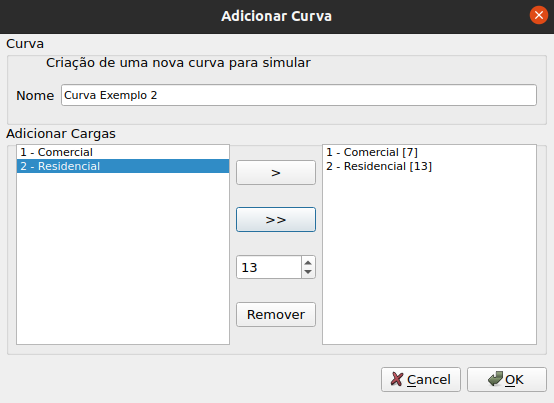 Adicionar Curva
Curva
Criação de uma nova curva para simular
Nome
Curva Exemplo 2
Adicionar Cargas
1 - Comercial
2 - Residencial
>
>>
13
Remover
1 - Comercial [7]
2 - Residencial [13]
Cancel
OK